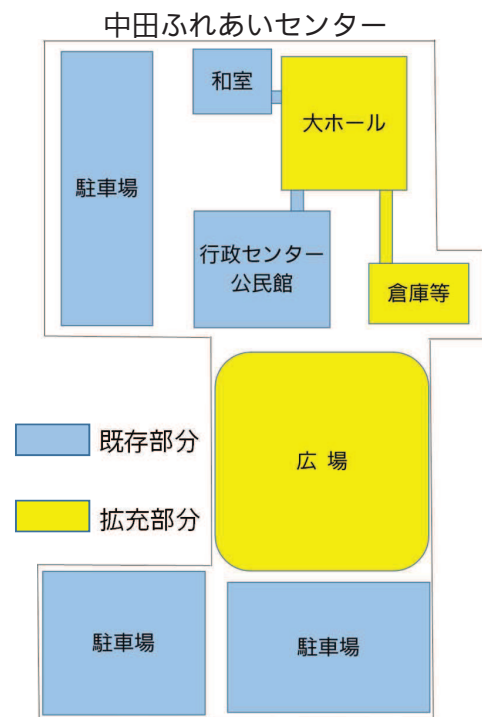 中田ふれあいセンター
和室
大ホール
駐車場
行政センター
公民館
倉庫等
既存部分
広 場
拡充部分
駐車場
駐車場